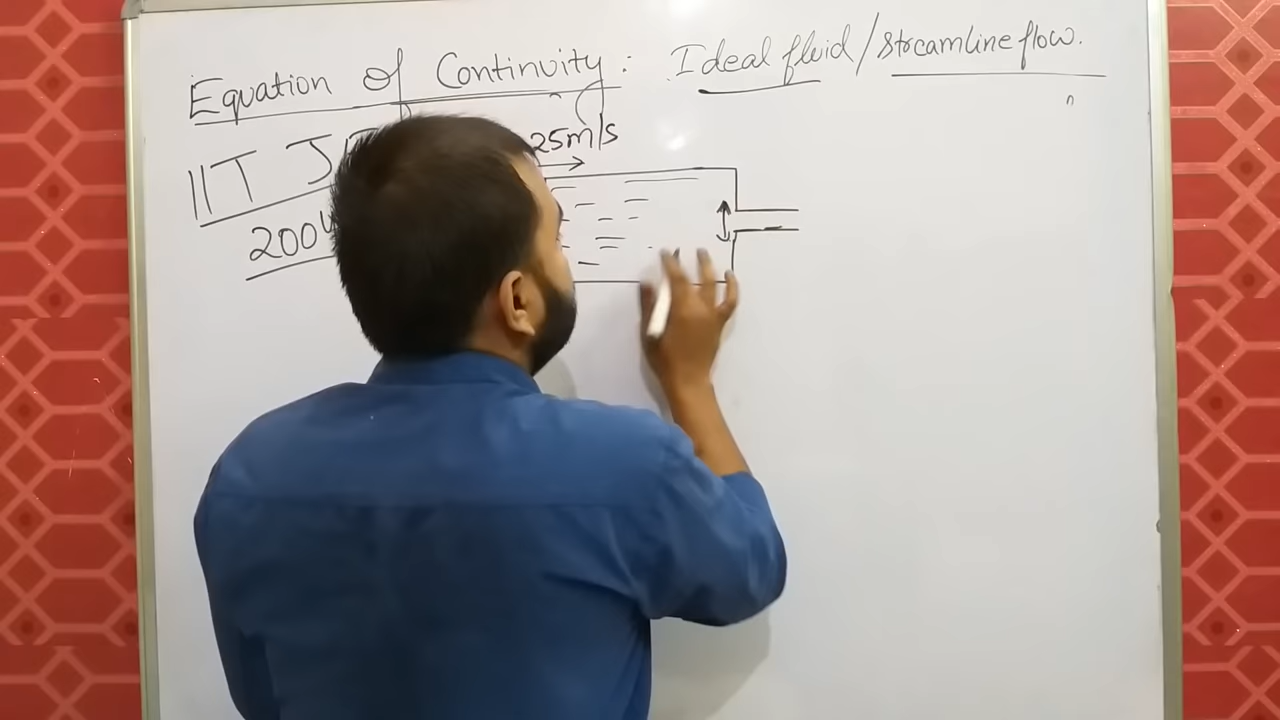 Equation of Continuity : Ideal fluid / streamline flow.
IIT
25m/s
200